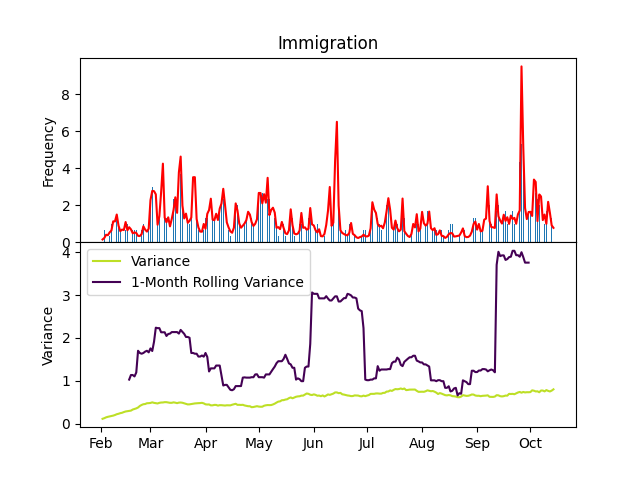 Immigration
Frequency
8
6
4
2
0
Variance
4
3
2
1
0
Variance
1-Month Rolling Variance
Feb Mar Apr May Jun Jul Aug Sep Oct